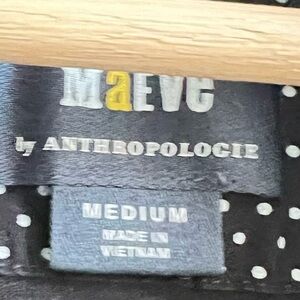 MaEVe
by ANTHROPOLOGIE
MEDIUM
MADE IN
VIETNAM